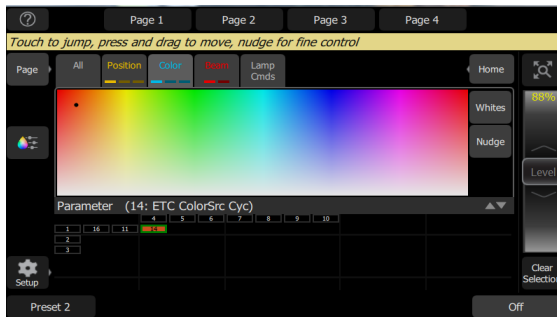 ?
Page 1 Page 2 Page 3 Page 4
Touch to jump, press and drag to move, nudge for fine control
Page All Position Color Beam Lamp Cmds Home
88%
Whites
Nudge
Level
Parameter (14: ETC ColorSrc Cyc)
4 5 6 7 8 9 10
1 16 11
2
3
Setup
Clear Selection
Preset 2 Off